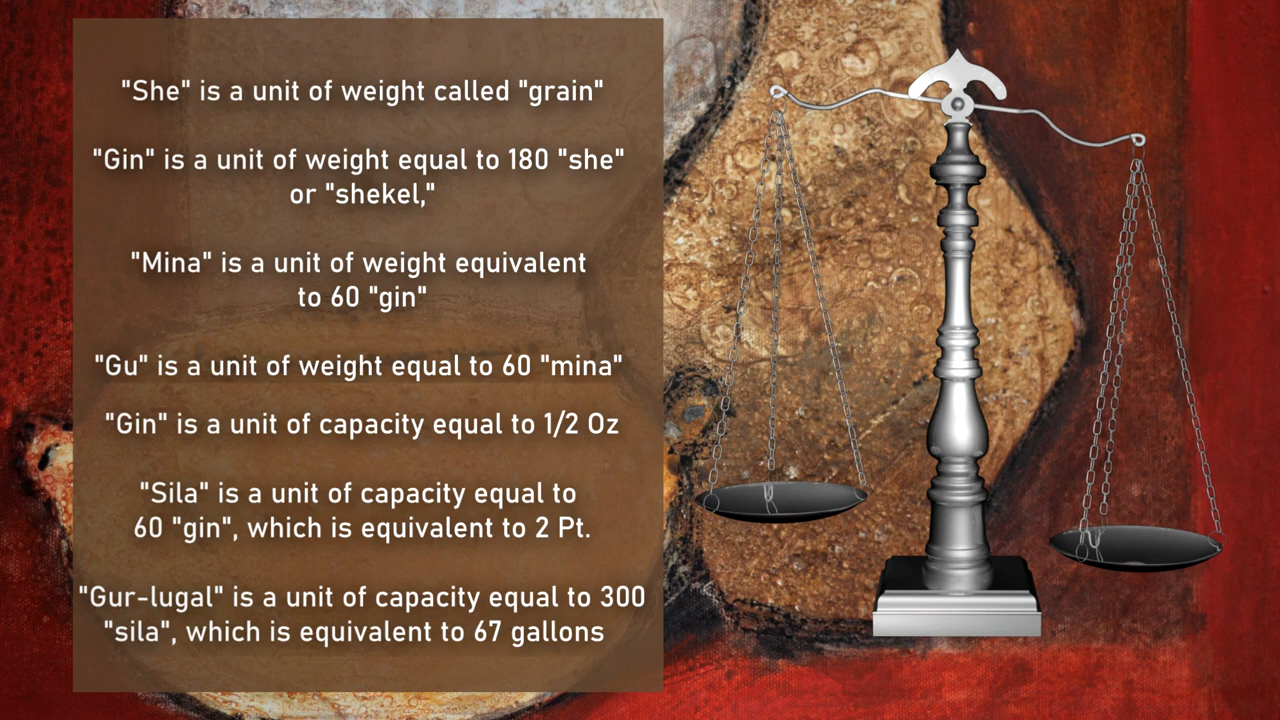 "She" is a unit of weight called "grain"
"Gin" is a unit of weight equal to 180 "she"
or "shekel,"
"Mina" is a unit of weight equivalent
to 60 "gin"
"Gu" is a unit of weight equal to 60 "mina"
"Gin" is a unit of capacity equal to 1/2 Oz
"Sila" is a unit of capacity equal to
60 "gin", which is equivalent to 2 Pt.
"Gur-lugal" is a unit of capacity equal to 300
"sila", which is equivalent to 67 gallons